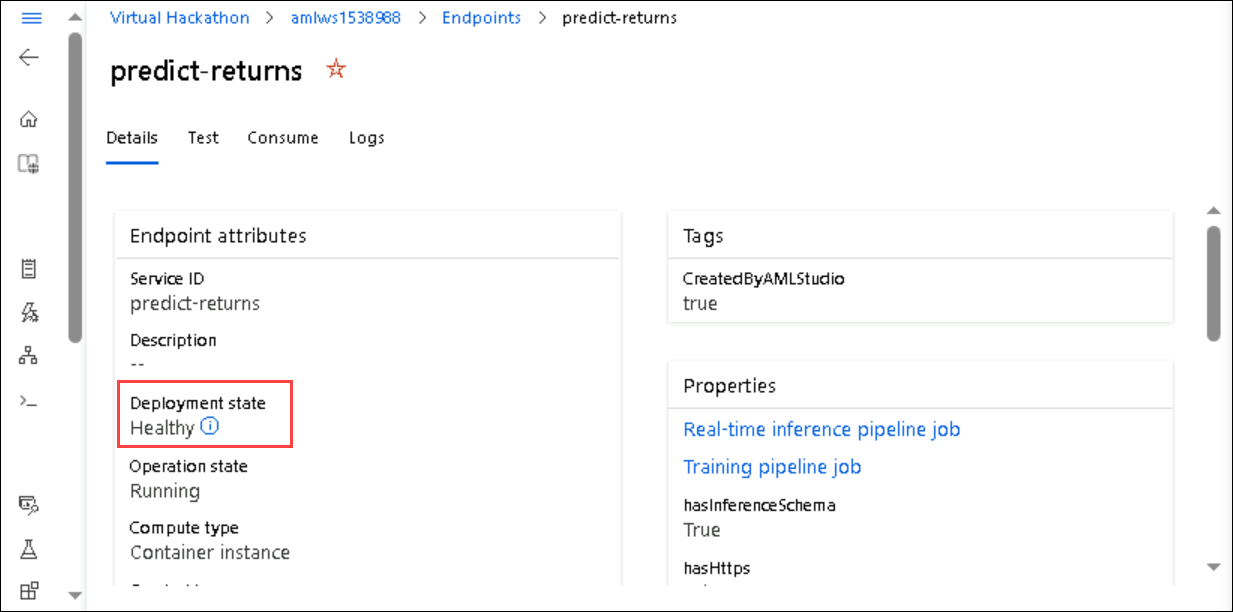 Virtual Hackathon > amlws1538988 > Endpoints > predict-returns
predict-returns
Details Test Consume Logs
Endpoint attributes
Service ID
predict-returns
Description
--
Deployment state
Healthy
Operation state
Running
Compute type
Container instance
Tags
CreatedByAMLStudio
true
Properties
Real-time inference pipeline job
Training pipeline job
hasInferenceSchema
True
hasHttps